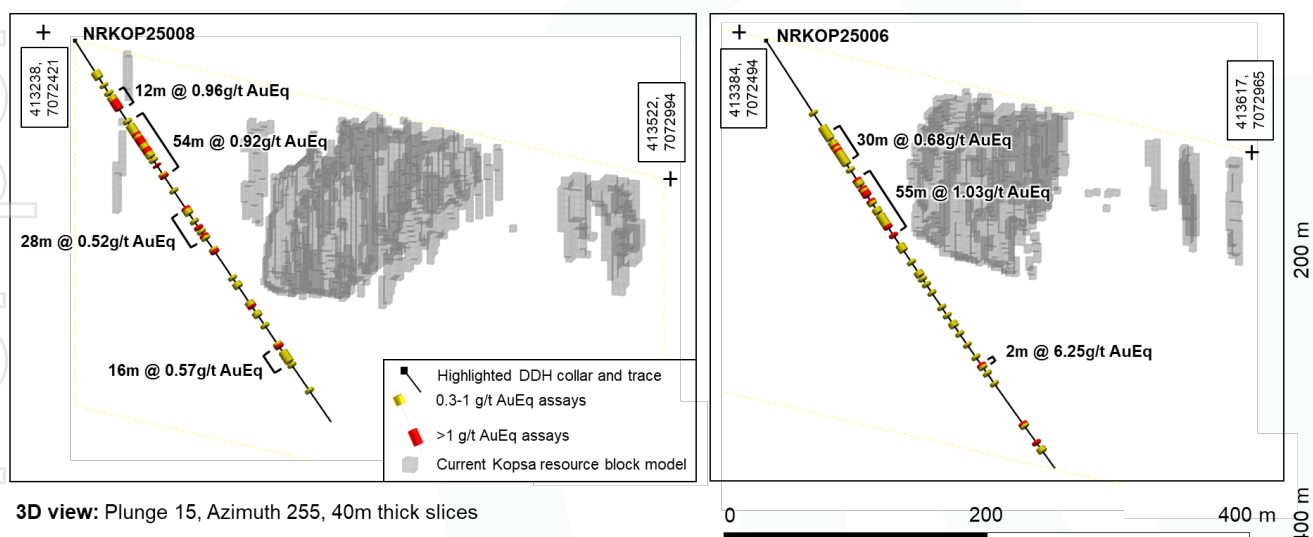 NRKOP25008
413238,
7072421
12m @ 0.96g/t AuEq
54m @ 0.92g/t AuEq
28m @ 0.52g/t AuEq
16m @ 0.57g/t AuEq
413522,
7072994
Highlighted DDH collar and trace
0.3-1 g/t AuEq assays
>1 g/t AuEq assays
Current Kopsa resource block model
NRKOP25006
413384,
7072494
30m @ 0.68g/t AuEq
55m @ 1.03g/t AuEq
2m @ 6.25g/t AuEq
413617,
7072965
200 m
400 m
3D view: Plunge 15, Azimuth 255, 40m thick slices
0 200 400 m